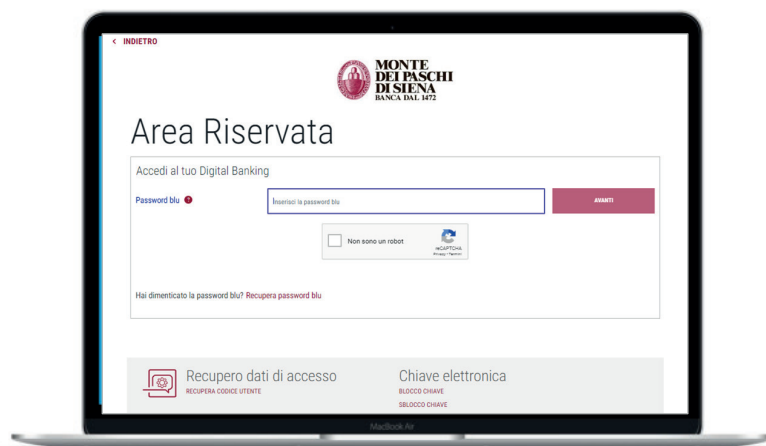 < INDIETRO
MONTE
DEI PASCHI
DI SIENA
BANCA DAL 1472
Area Riservata
Accedi al tuo Digital Banking
Password blu ?
Inserisci la password blu
AVANTI
Non sono un robot
reCAPTCHA
Privacy - Termini
Hai dimenticato la password blu? Recupera password blu
Recupero dati di accesso
RECUPERA CODICE UTENTE
Chiave elettronica
BLOCCO CHIAVE
SBLOCCO CHIAVE
MacBook Air